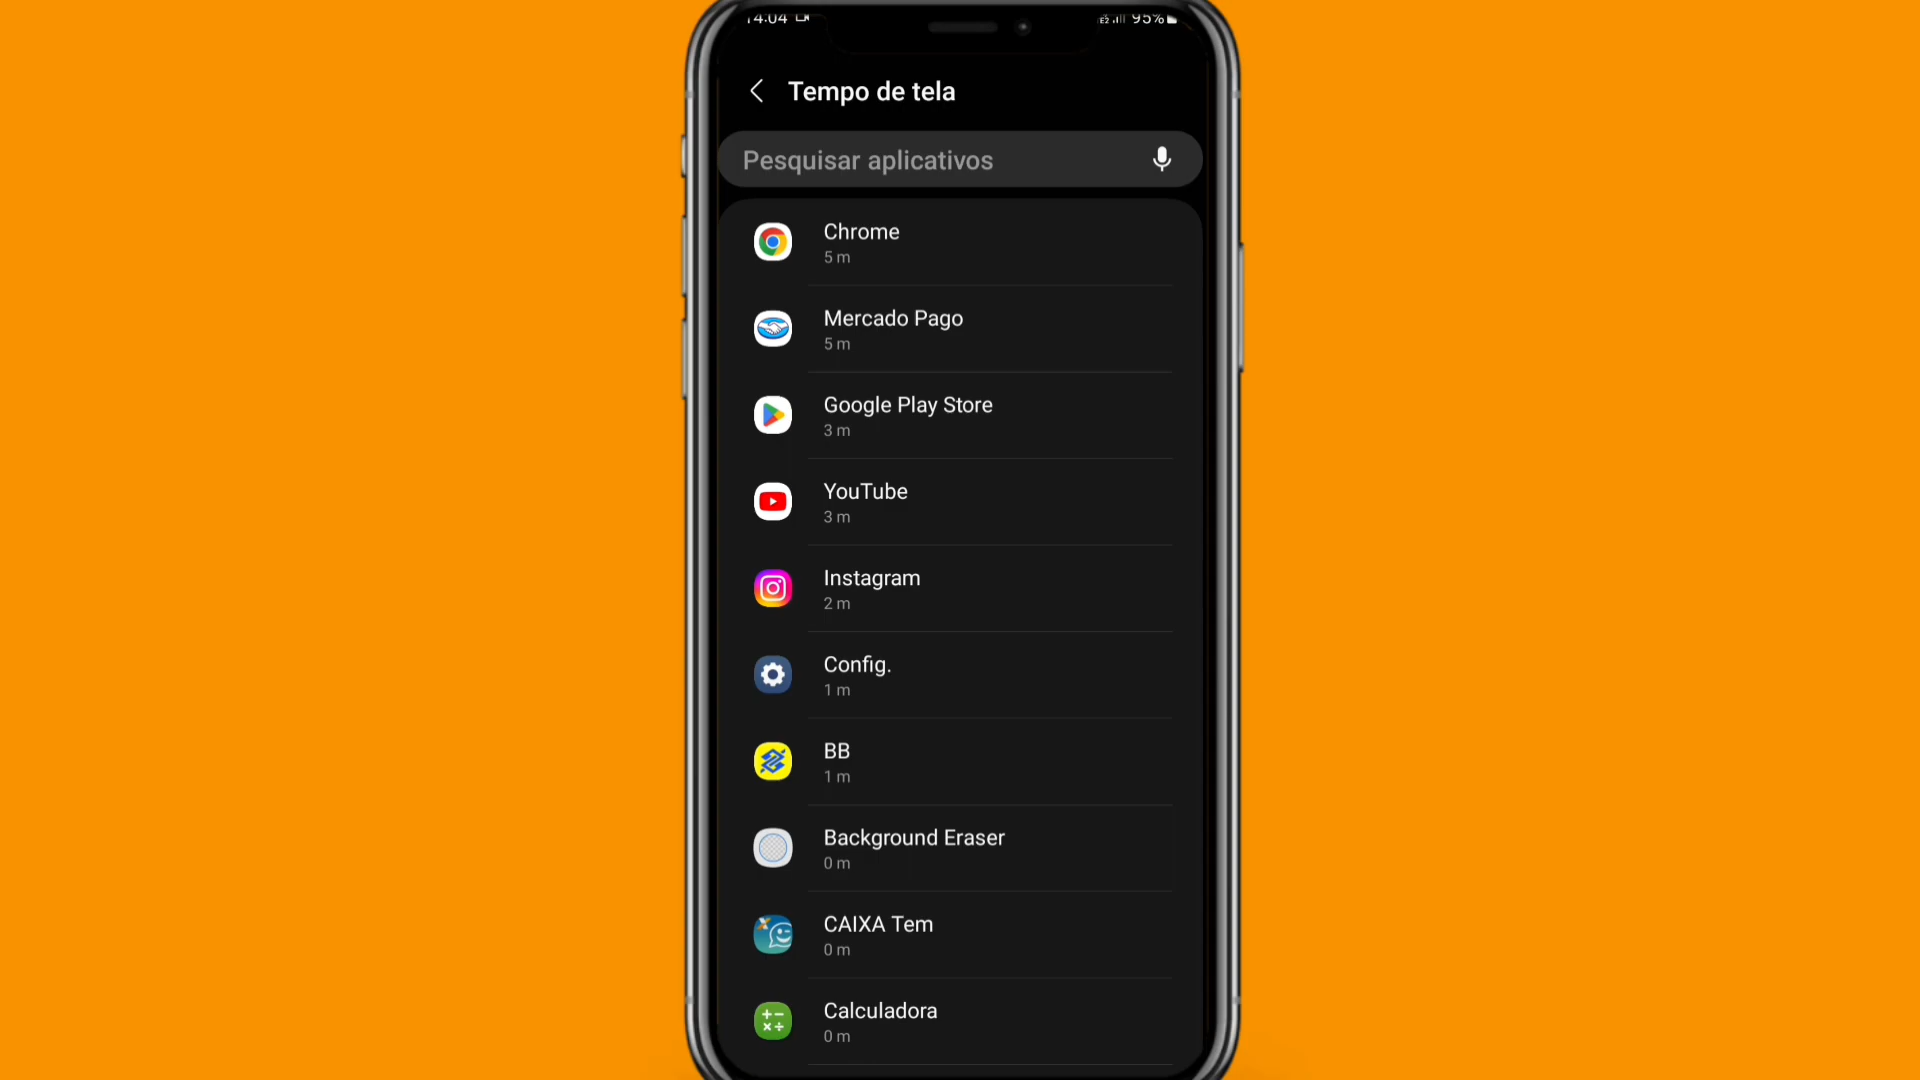 14:04 95%
Tempo de tela
Pesquisar aplicativos
Chrome
5 m
Mercado Pago
5 m
Google Play Store
3 m
YouTube
3 m
Instagram
2 m
Config.
1 m
BB
1 m
Background Eraser
0 m
CAIXA Tem
0 m
Calculadora
0 m